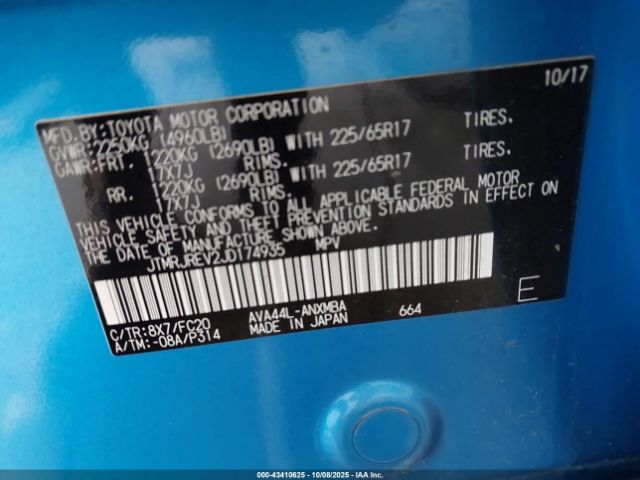 10/17
MFD.BY:TOYOTA MOTOR CORPORATION
GVWR:2250KG (4960LB)
GAWR:FRT. 1220KG (2690LB) WITH 225/65R17 TIRES.
17X7J RIMS.
RR. 1220KG (2690LB) WITH 225/65R17 TIRES.
17X7J RIMS.
THIS VEHICLE CONFORMS TO ALL APPLICABLE FEDERAL MOTOR
VEHICLE SAFETY AND THEFT PREVENTION STANDARDS IN EFFECT ON
THE DATE OF MANUFACTURE SHOWN ABOVE.
JTMRJREV2JD174935 MPV
C/TR:8X7/FC20 AVA44L-ANXMBA 664
A/TM:-08A/P314 MADE IN JAPAN
E
000-43410625 | 10/08/2025 | IAAI.COM